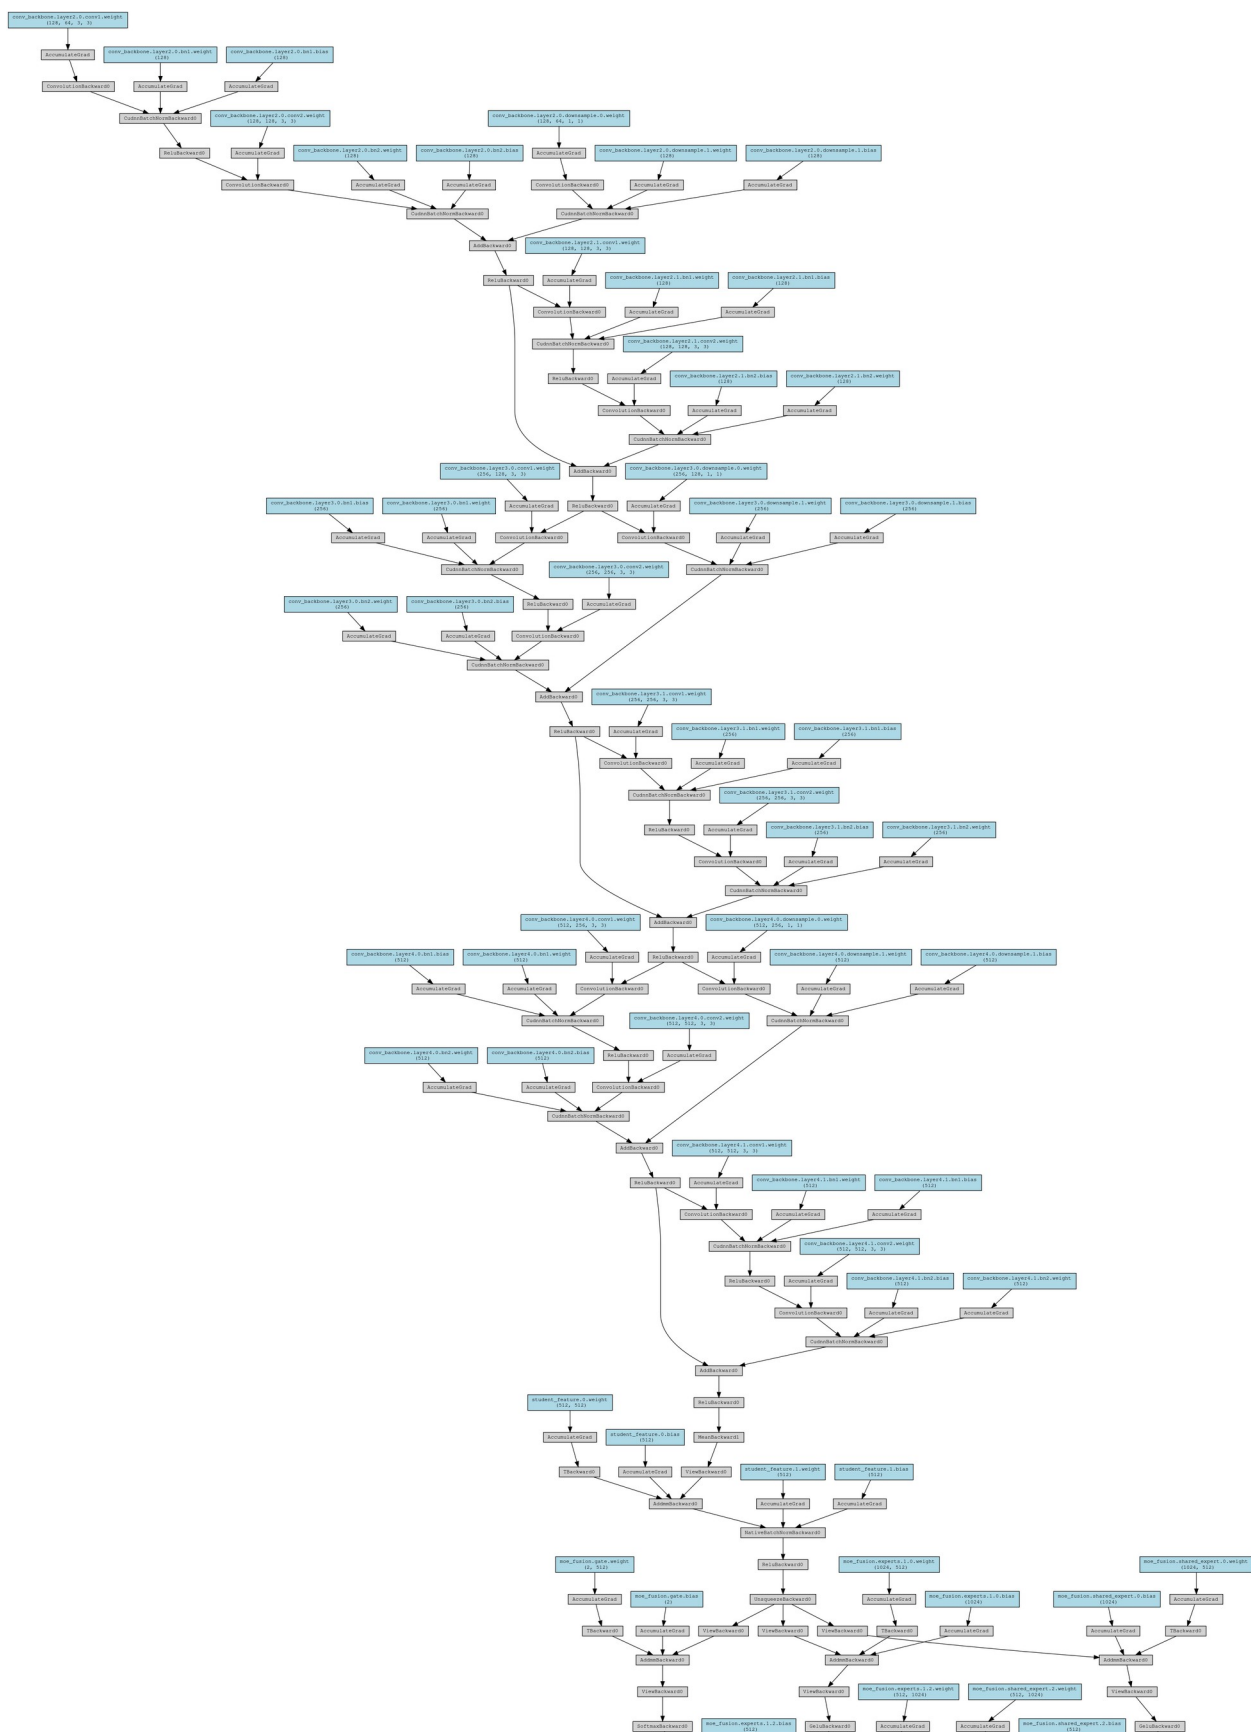 conv_backbone.layer2.0.conv1.weight
(128, 64, 3, 3)
AccumulateGrad
conv_backbone.layer2.0.bn1.weight
(128)
conv_backbone.layer2.0.bn1.bias
(128)
ConvolutionBackward0
AccumulateGrad
AccumulateGrad
CudnnBatchNormBackward0
conv_backbone.layer2.0.conv2.weight
(128, 128, 3, 3)
conv_backbone.layer2.0.downsample.0.weight
(128, 64, 1, 1)
ReluBackward0
AccumulateGrad
conv_backbone.layer2.0.bn2.weight
(128)
conv_backbone.layer2.0.bn2.bias
(128)
AccumulateGrad
conv_backbone.layer2.0.downsample.1.weight
(128)
conv_backbone.layer2.0.downsample.1.bias
(128)
ConvolutionBackward0
AccumulateGrad
AccumulateGrad
ConvolutionBackward0
AccumulateGrad
AccumulateGrad
CudnnBatchNormBackward0
CudnnBatchNormBackward0
AddBackward0
conv_backbone.layer2.1.conv1.weight
(128, 128, 3, 3)
ReluBackward0
AccumulateGrad
conv_backbone.layer2.1.bn1.weight
(128)
conv_backbone.layer2.1.bn1.bias
(128)
ConvolutionBackward0
AccumulateGrad
AccumulateGrad
CudnnBatchNormBackward0
conv_backbone.layer2.1.conv2.weight
(128, 128, 3, 3)
ReluBackward0
AccumulateGrad
conv_backbone.layer2.1.bn2.bias
(128)
conv_backbone.layer2.1.bn2.weight
(128)
ConvolutionBackward0
AccumulateGrad
AccumulateGrad
CudnnBatchNormBackward0
conv_backbone.layer3.0.conv1.weight
(256, 128, 3, 3)
AddBackward0
conv_backbone.layer3.0.downsample.0.weight
(256, 128, 1, 1)
conv_backbone.layer3.0.bn1.bias
(256)
conv_backbone.layer3.0.bn1.weight
(256)
AccumulateGrad
ReluBackward0
AccumulateGrad
conv_backbone.layer3.0.downsample.1.weight
(256)
conv_backbone.layer3.0.downsample.1.bias
(256)
AccumulateGrad
AccumulateGrad
ConvolutionBackward0
ConvolutionBackward0
AccumulateGrad
AccumulateGrad
CudnnBatchNormBackward0
conv_backbone.layer3.0.conv2.weight
(256, 256, 3, 3)
CudnnBatchNormBackward0
conv_backbone.layer3.0.bn2.weight
(256)
conv_backbone.layer3.0.bn2.bias
(256)
ReluBackward0
AccumulateGrad
AccumulateGrad
AccumulateGrad
ConvolutionBackward0
CudnnBatchNormBackward0
AddBackward0
conv_backbone.layer3.1.conv1.weight
(256, 256, 3, 3)
ReluBackward0
AccumulateGrad
conv_backbone.layer3.1.bn1.weight
(256)
conv_backbone.layer3.1.bn1.bias
(256)
ConvolutionBackward0
AccumulateGrad
AccumulateGrad
CudnnBatchNormBackward0
conv_backbone.layer3.1.conv2.weight
(256, 256, 3, 3)
ReluBackward0
AccumulateGrad
conv_backbone.layer3.1.bn2.bias
(256)
conv_backbone.layer3.1.bn2.weight
(256)
ConvolutionBackward0
AccumulateGrad
AccumulateGrad
CudnnBatchNormBackward0
conv_backbone.layer4.0.conv1.weight
(512, 256, 3, 3)
AddBackward0
conv_backbone.layer4.0.downsample.0.weight
(512, 256, 1, 1)
conv_backbone.layer4.0.bn1.bias
(512)
conv_backbone.layer4.0.bn1.weight
(512)
AccumulateGrad
ReluBackward0
AccumulateGrad
conv_backbone.layer4.0.downsample.1.weight
(512)
conv_backbone.layer4.0.downsample.1.bias
(512)
AccumulateGrad
AccumulateGrad
ConvolutionBackward0
ConvolutionBackward0
AccumulateGrad
AccumulateGrad
CudnnBatchNormBackward0
conv_backbone.layer4.0.conv2.weight
(512, 512, 3, 3)
CudnnBatchNormBackward0
conv_backbone.layer4.0.bn2.weight
(512)
conv_backbone.layer4.0.bn2.bias
(512)
ReluBackward0
AccumulateGrad
AccumulateGrad
AccumulateGrad
ConvolutionBackward0
CudnnBatchNormBackward0
AddBackward0
conv_backbone.layer4.1.conv1.weight
(512, 512, 3, 3)
ReluBackward0
AccumulateGrad
conv_backbone.layer4.1.bn1.weight
(512)
conv_backbone.layer4.1.bn1.bias
(512)
ConvolutionBackward0
AccumulateGrad
AccumulateGrad
CudnnBatchNormBackward0
conv_backbone.layer4.1.conv2.weight
(512, 512, 3, 3)
ReluBackward0
AccumulateGrad
conv_backbone.layer4.1.bn2.bias
(512)
conv_backbone.layer4.1.bn2.weight
(512)
ConvolutionBackward0
AccumulateGrad
AccumulateGrad
CudnnBatchNormBackward0
AddBackward0
student_feature.0.weight
(512, 512)
ReluBackward0
AccumulateGrad
student_feature.0.bias
(512)
MeanBackward1
TBackward0
AccumulateGrad
ViewBackward0
student_feature.1.weight
(512)
student_feature.1.bias
(512)
AddmmBackward0
AccumulateGrad
AccumulateGrad
NativeBatchNormBackward0
moe_fusion.gate.weight
(2, 512)
ReluBackward0
moe_fusion.experts.1.0.weight
(1024, 512)
moe_fusion.shared_expert.0.weight
(1024, 512)
AccumulateGrad
moe_fusion.gate.bias
(2)
UnsqueezeBackward0
AccumulateGrad
moe_fusion.experts.1.0.bias
(1024)
moe_fusion.shared_expert.0.bias
(1024)
AccumulateGrad
TBackward0
AccumulateGrad
ViewBackward0
ViewBackward0
ViewBackward0
TBackward0
AccumulateGrad
AccumulateGrad
TBackward0
AddmmBackward0
AddmmBackward0
AddmmBackward0
ViewBackward0
ViewBackward0
moe_fusion.experts.1.2.weight
(512, 1024)
moe_fusion.shared_expert.2.weight
(512, 1024)
ViewBackward0
SoftmaxBackward0
moe_fusion.experts.1.2.bias
(512)
GeluBackward0
AccumulateGrad
AccumulateGrad
moe_fusion.shared_expert.2.bias
(512)
GeluBackward0